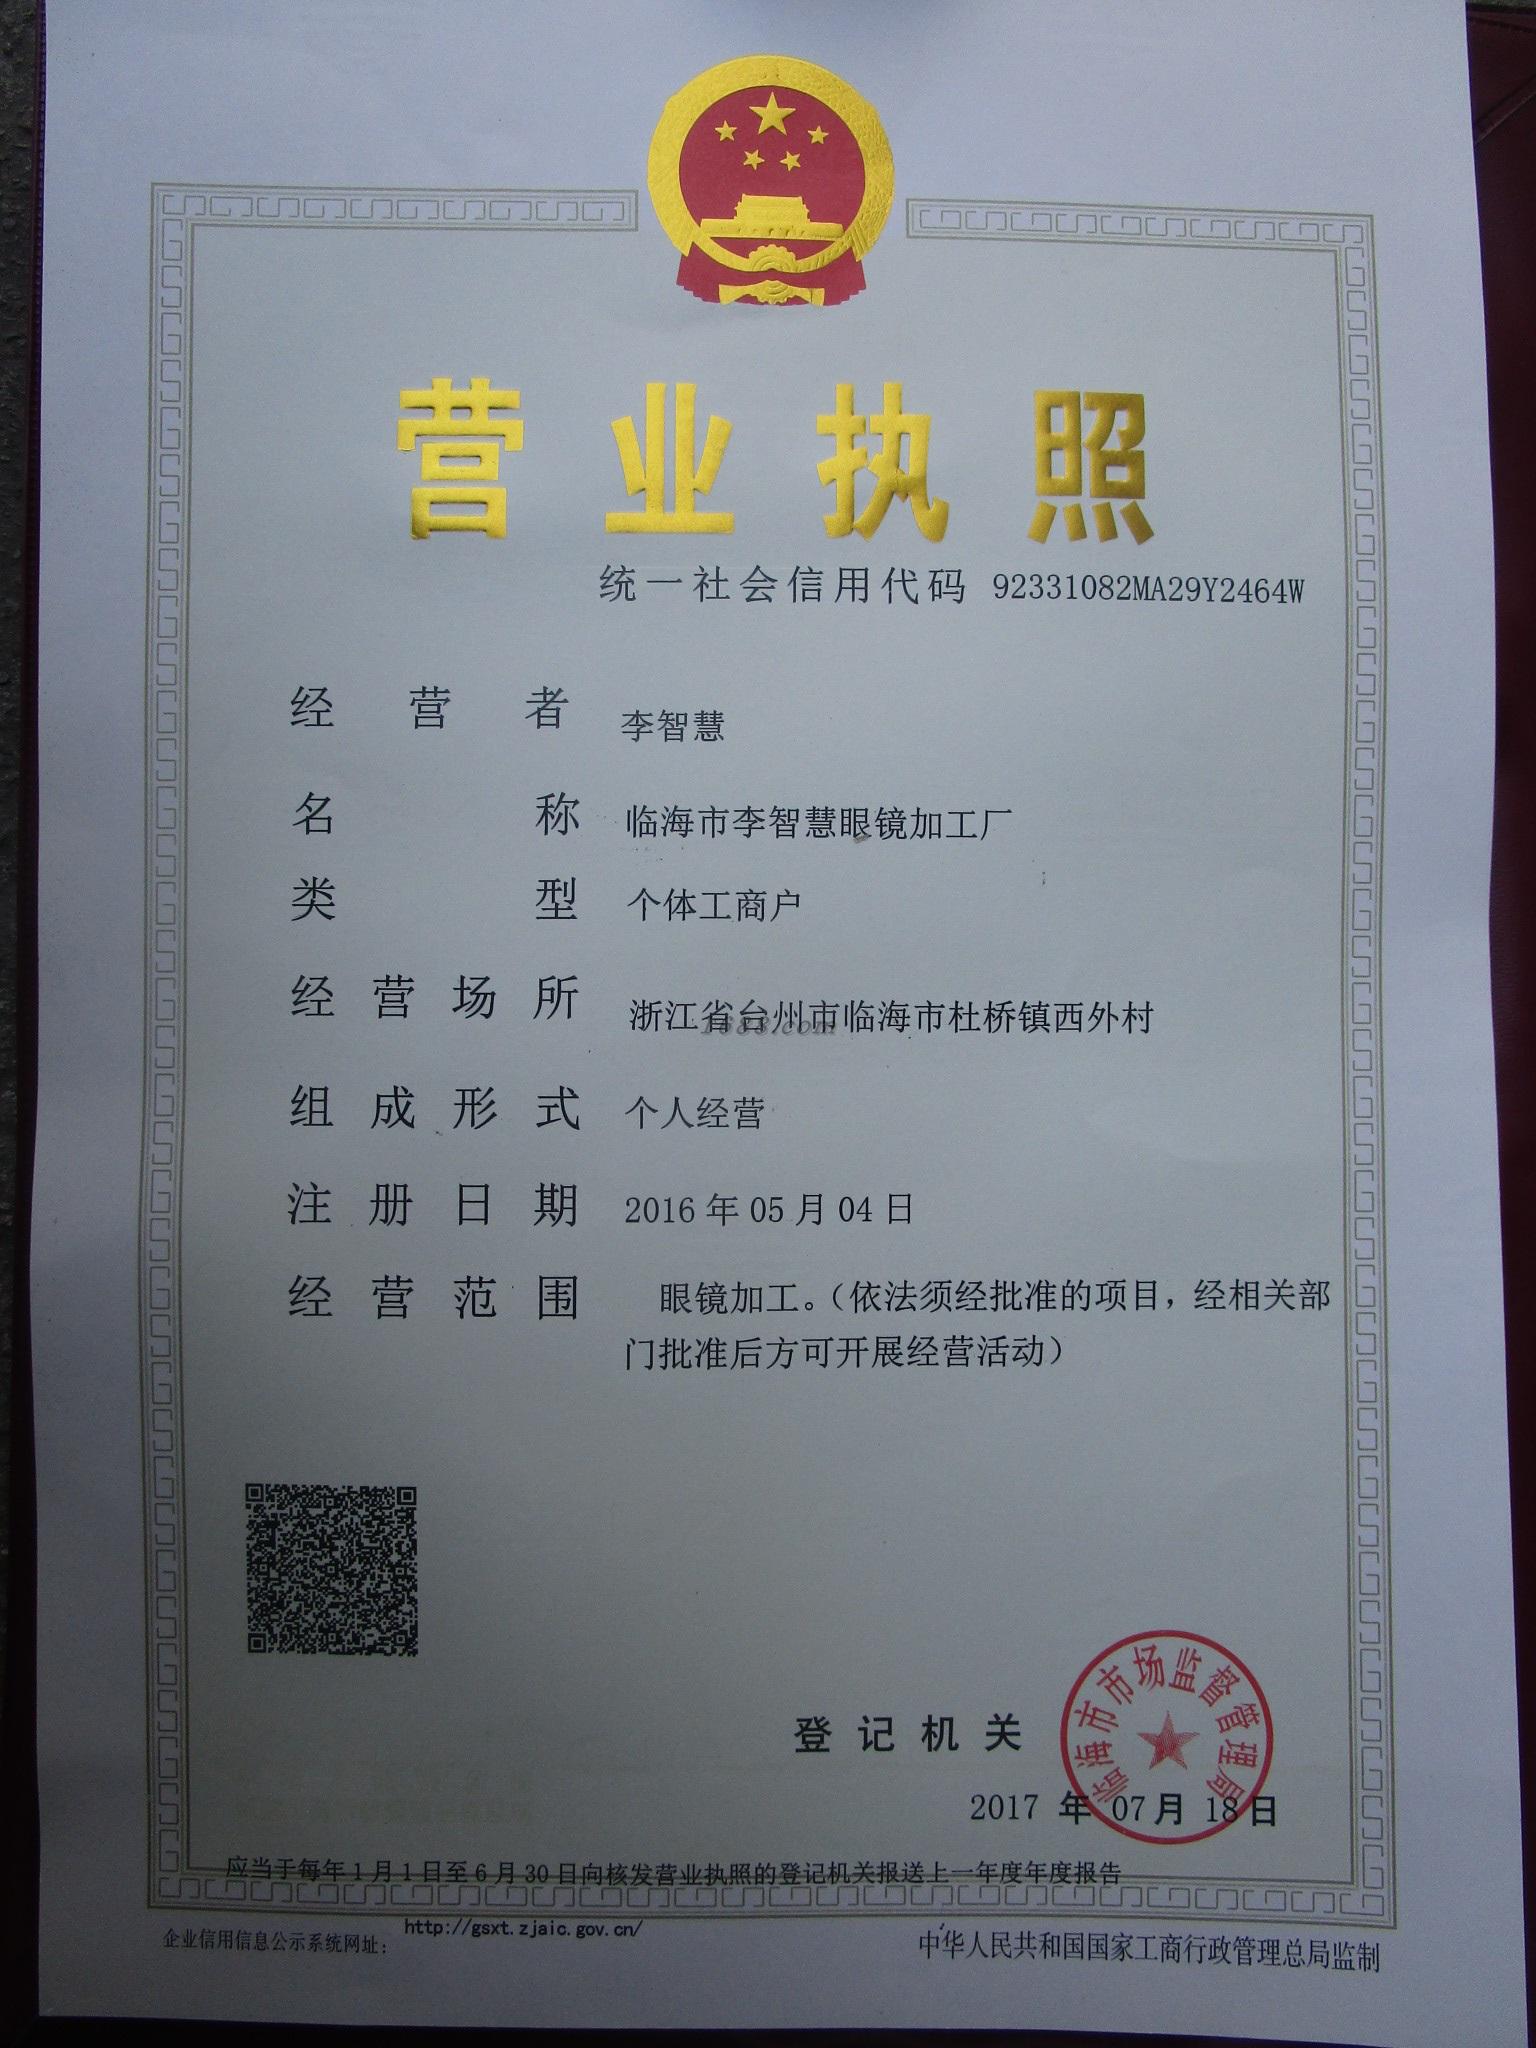 营业执照
统一社会信用代码 92331082MA29Y2464W
经营者 李智慧
名称 临海市李智慧眼镜加工厂
类型 个体工商户
经营场所 浙江省台州市临海市杜桥镇西外村
1688.com
组成形式 个人经营
注册日期 2016年05月04日
经营范围 眼镜加工。（依法须经批准的项目，经相关部
门批准后方可开展经营活动）
临海市市场监督管理局
登记机关
2017年07月18日
应当于每年1月1日至6月30日向核发营业执照的登记机关报送上一年度年度报告
企业信用信息公示系统网址： http://gsxt.zjaic.gov.cn/
中华人民共和国国家工商行政管理总局监制